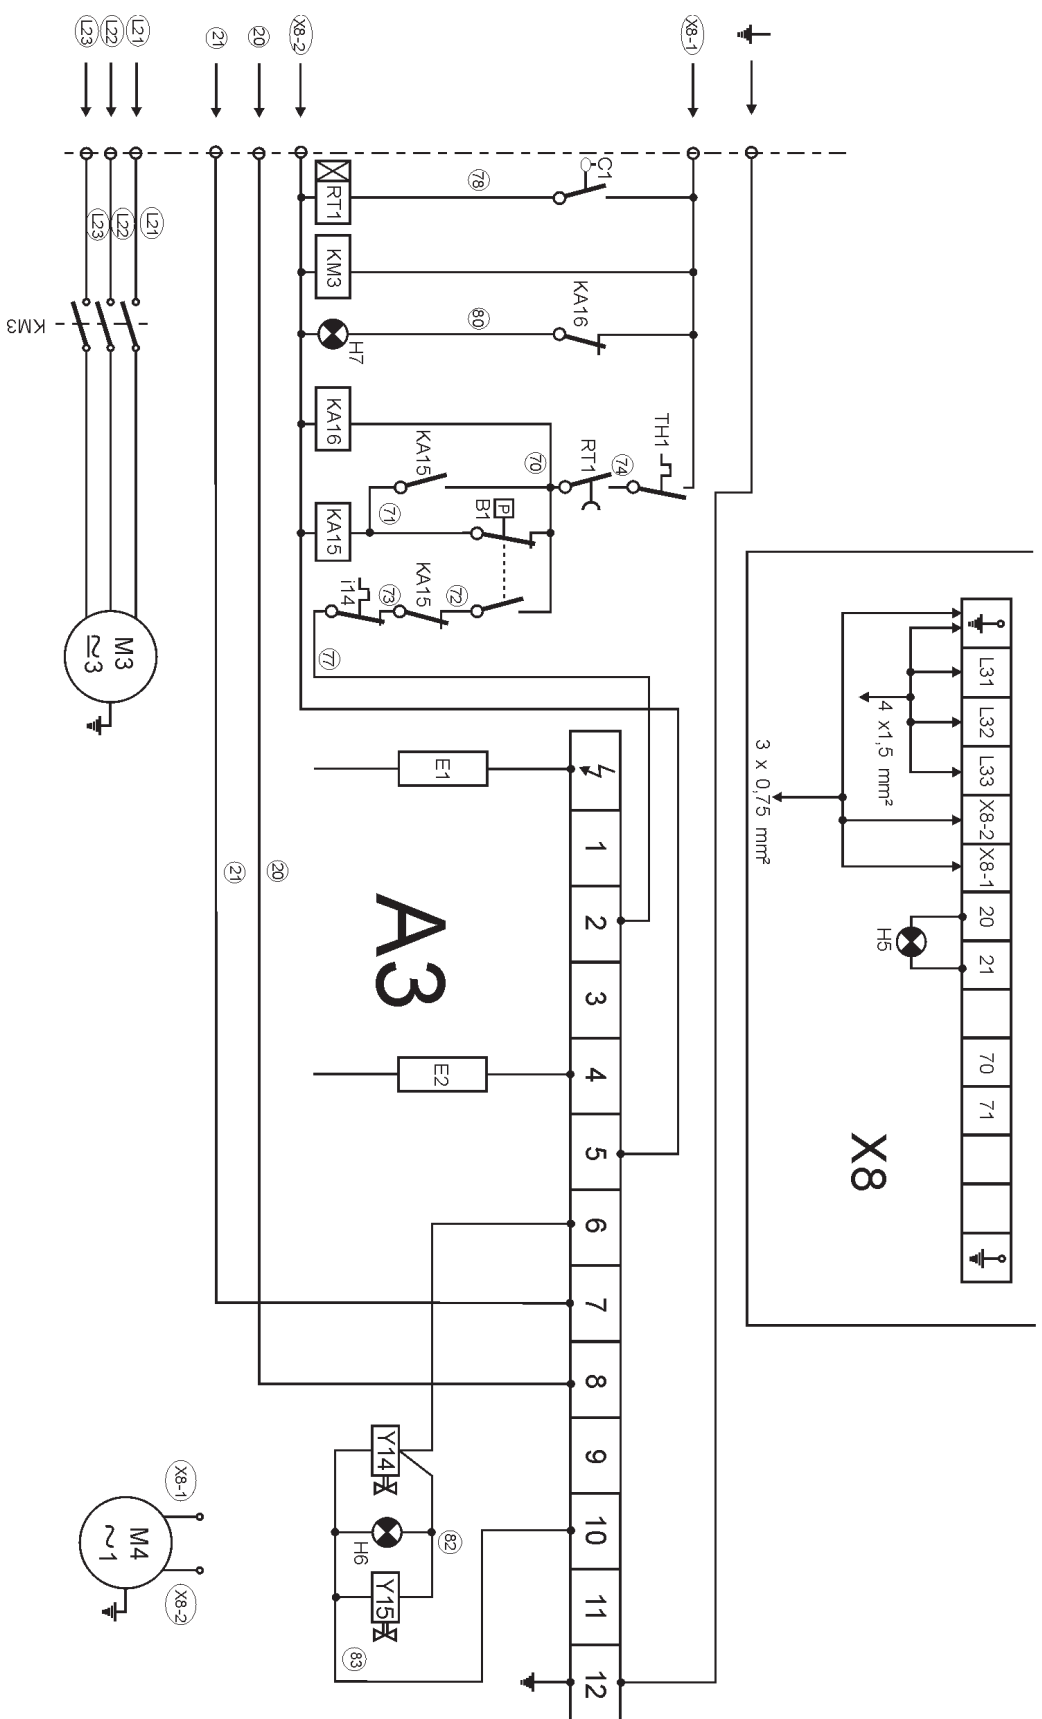 L23
L22
L21
21
20
X8-2
X8-1
L23
L22
L21
KM3
M3
~3
RT1
78
C1
KM3
H7
80
KA16
KA16
KA15
70
RT1
74
TH1
KA15
71
B1
P
i14
73
KA15
72
77
L31
L32
L33
X8-2
X8-1
20
21
70
71
4 x1,5 mm²
3 x 0,75 mm²
H5
X8
A3
E1
E2
1
2
3
4
5
6
7
8
9
10
11
12
21
20
Y14
H6
82
Y15
83
X8-1
M4
~1
X8-2